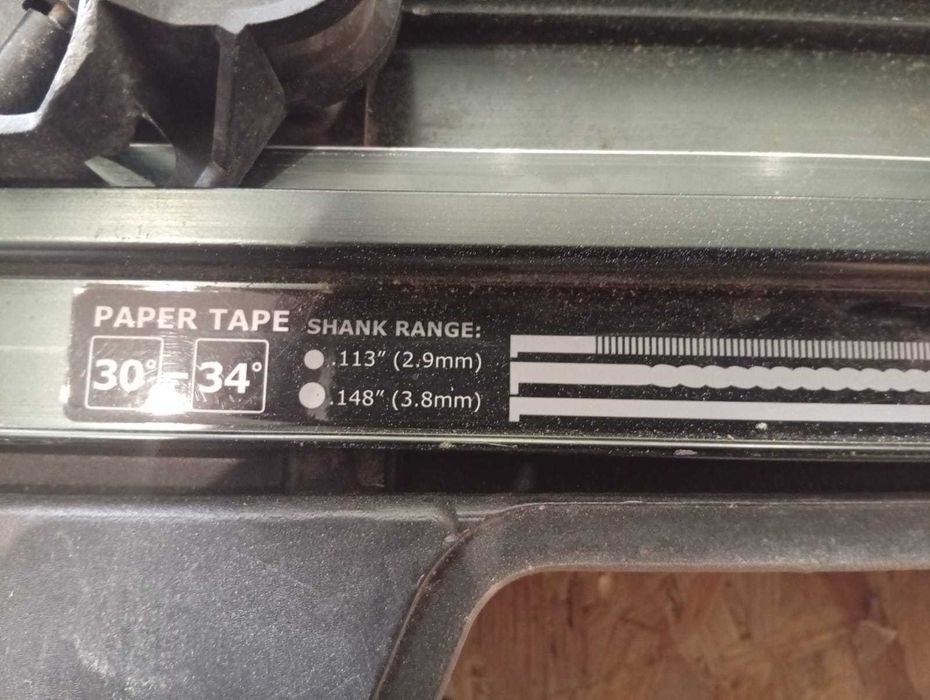 PAPER TAPE
30° – 34°
SHANK RANGE:
.113” (2.9mm)
.148” (3.8mm)